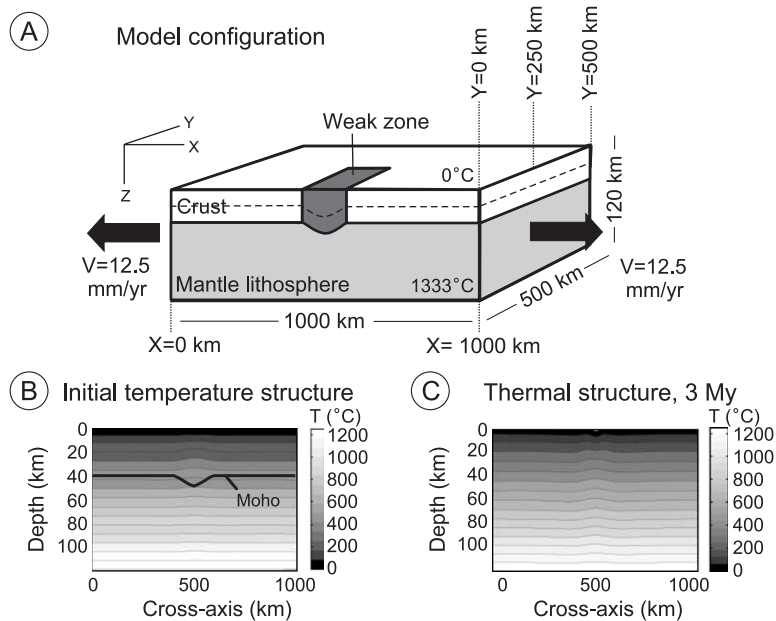 A
Model configuration
Y=0 km
Y=250 km
Y=500 km
Y
X
Z
Weak zone
0°C
Crust
120 km
V=12.5
mm/yr
Mantle lithosphere
1333°C
V=12.5
mm/yr
1000 km
500 km
X=0 km
X= 1000 km
B
Initial temperature structure
T (°C)
0
20
40
60
80
100
Depth (km)
Moho
1200
1000
800
600
400
200
0
0
500
1000
Cross-axis (km)
C
Thermal structure, 3 My
T (°C)
0
20
40
60
80
100
Depth (km)
1200
1000
800
600
400
200
0
0
500
1000
Cross-axis (km)